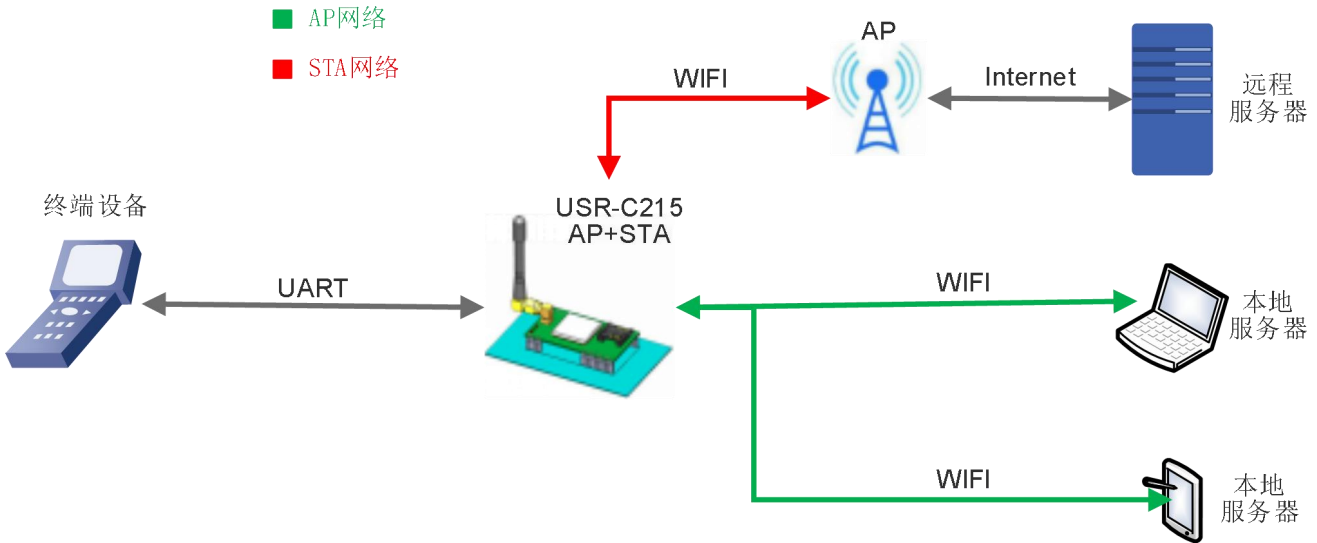 AP网络
STA网络
AP
WIFI
Internet
远程
服务器
终端设备
USR-C215
AP+STA
UART
WIFI
本地
服务器
WIFI
本地
服务器